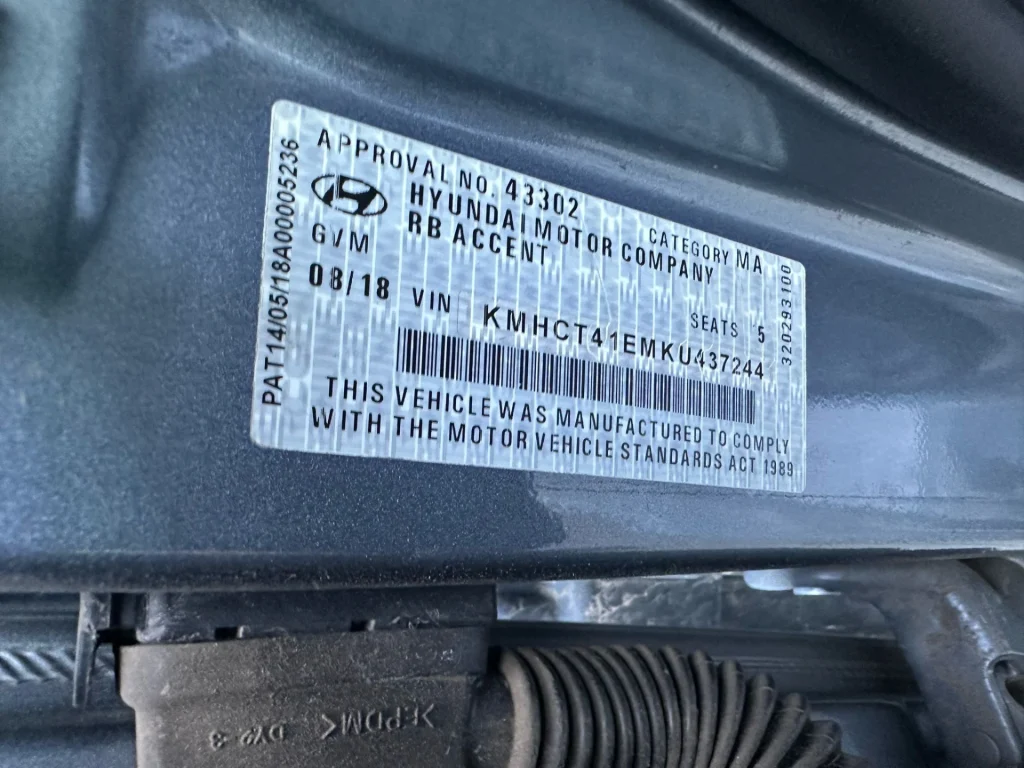 APPROVAL NO. 43302 CATEGORY MA
HYUNDAI MOTOR COMPANY
RB ACCENT
GVM SEATS 5
08/18 VIN KMHCT41EMKU437244
THIS VEHICLE WAS MANUFACTURED TO COMPLY
WITH THE MOTOR VEHICLE STANDARDS ACT 1989
PAT14/05/18A00005236
320293100
>EPDM<